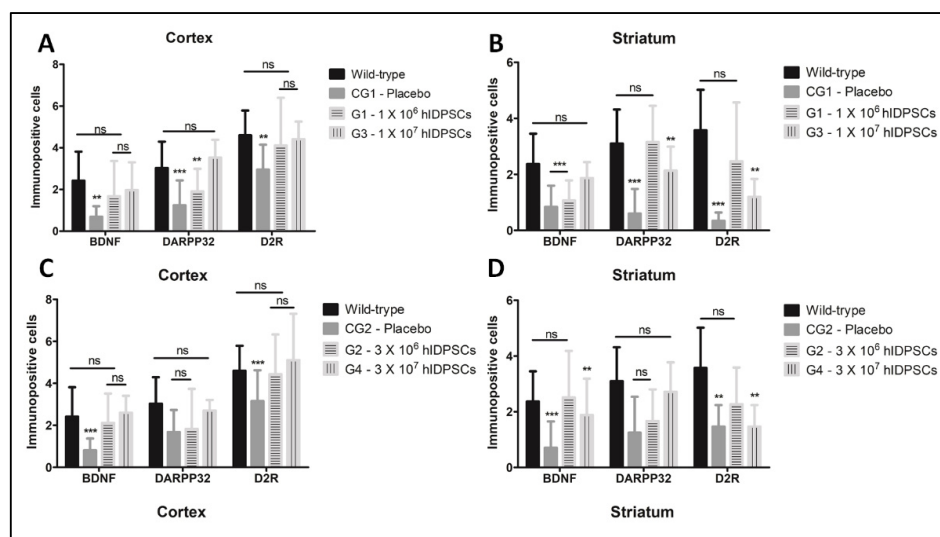 A
Cortex
Immunopositive cells
6
4
2
0
ns
ns
ns
ns
ns
**
***
**
**
BDNF
DARPP32
D2R
Wild-trype
CG1 - Placebo
G1 - 1 X 10⁶ hIDPSCs
G3 - 1 X 10⁷ hIDPSCs
B
Striatum
Immunopositive cells
6
4
2
0
ns
ns
ns
***
***
**
***
**
BDNF
DARPP32
D2R
Wild-trype
CG1 - Placebo
G1 - 1 X 10⁶ hIDPSCs
G3 - 1 X 10⁷ hIDPSCs
C
Cortex
Immunopositive cells
8
6
4
2
0
ns
ns
ns
ns
ns
ns
***
***
BDNF
DARPP32
D2R
Wild-trype
CG2 - Placebo
G2 - 3 X 10⁶ hIDPSCs
G4 - 3 X 10⁷ hIDPSCs
Cortex
D
Striatum
Immunopositive cells
6
4
2
0
ns
ns
ns
ns
***
**
**
**
BDNF
DARPP32
D2R
Wild-trype
CG2 - Placebo
G2 - 3 X 10⁶ hIDPSCs
G4 - 3 X 10⁷ hIDPSCs
Striatum